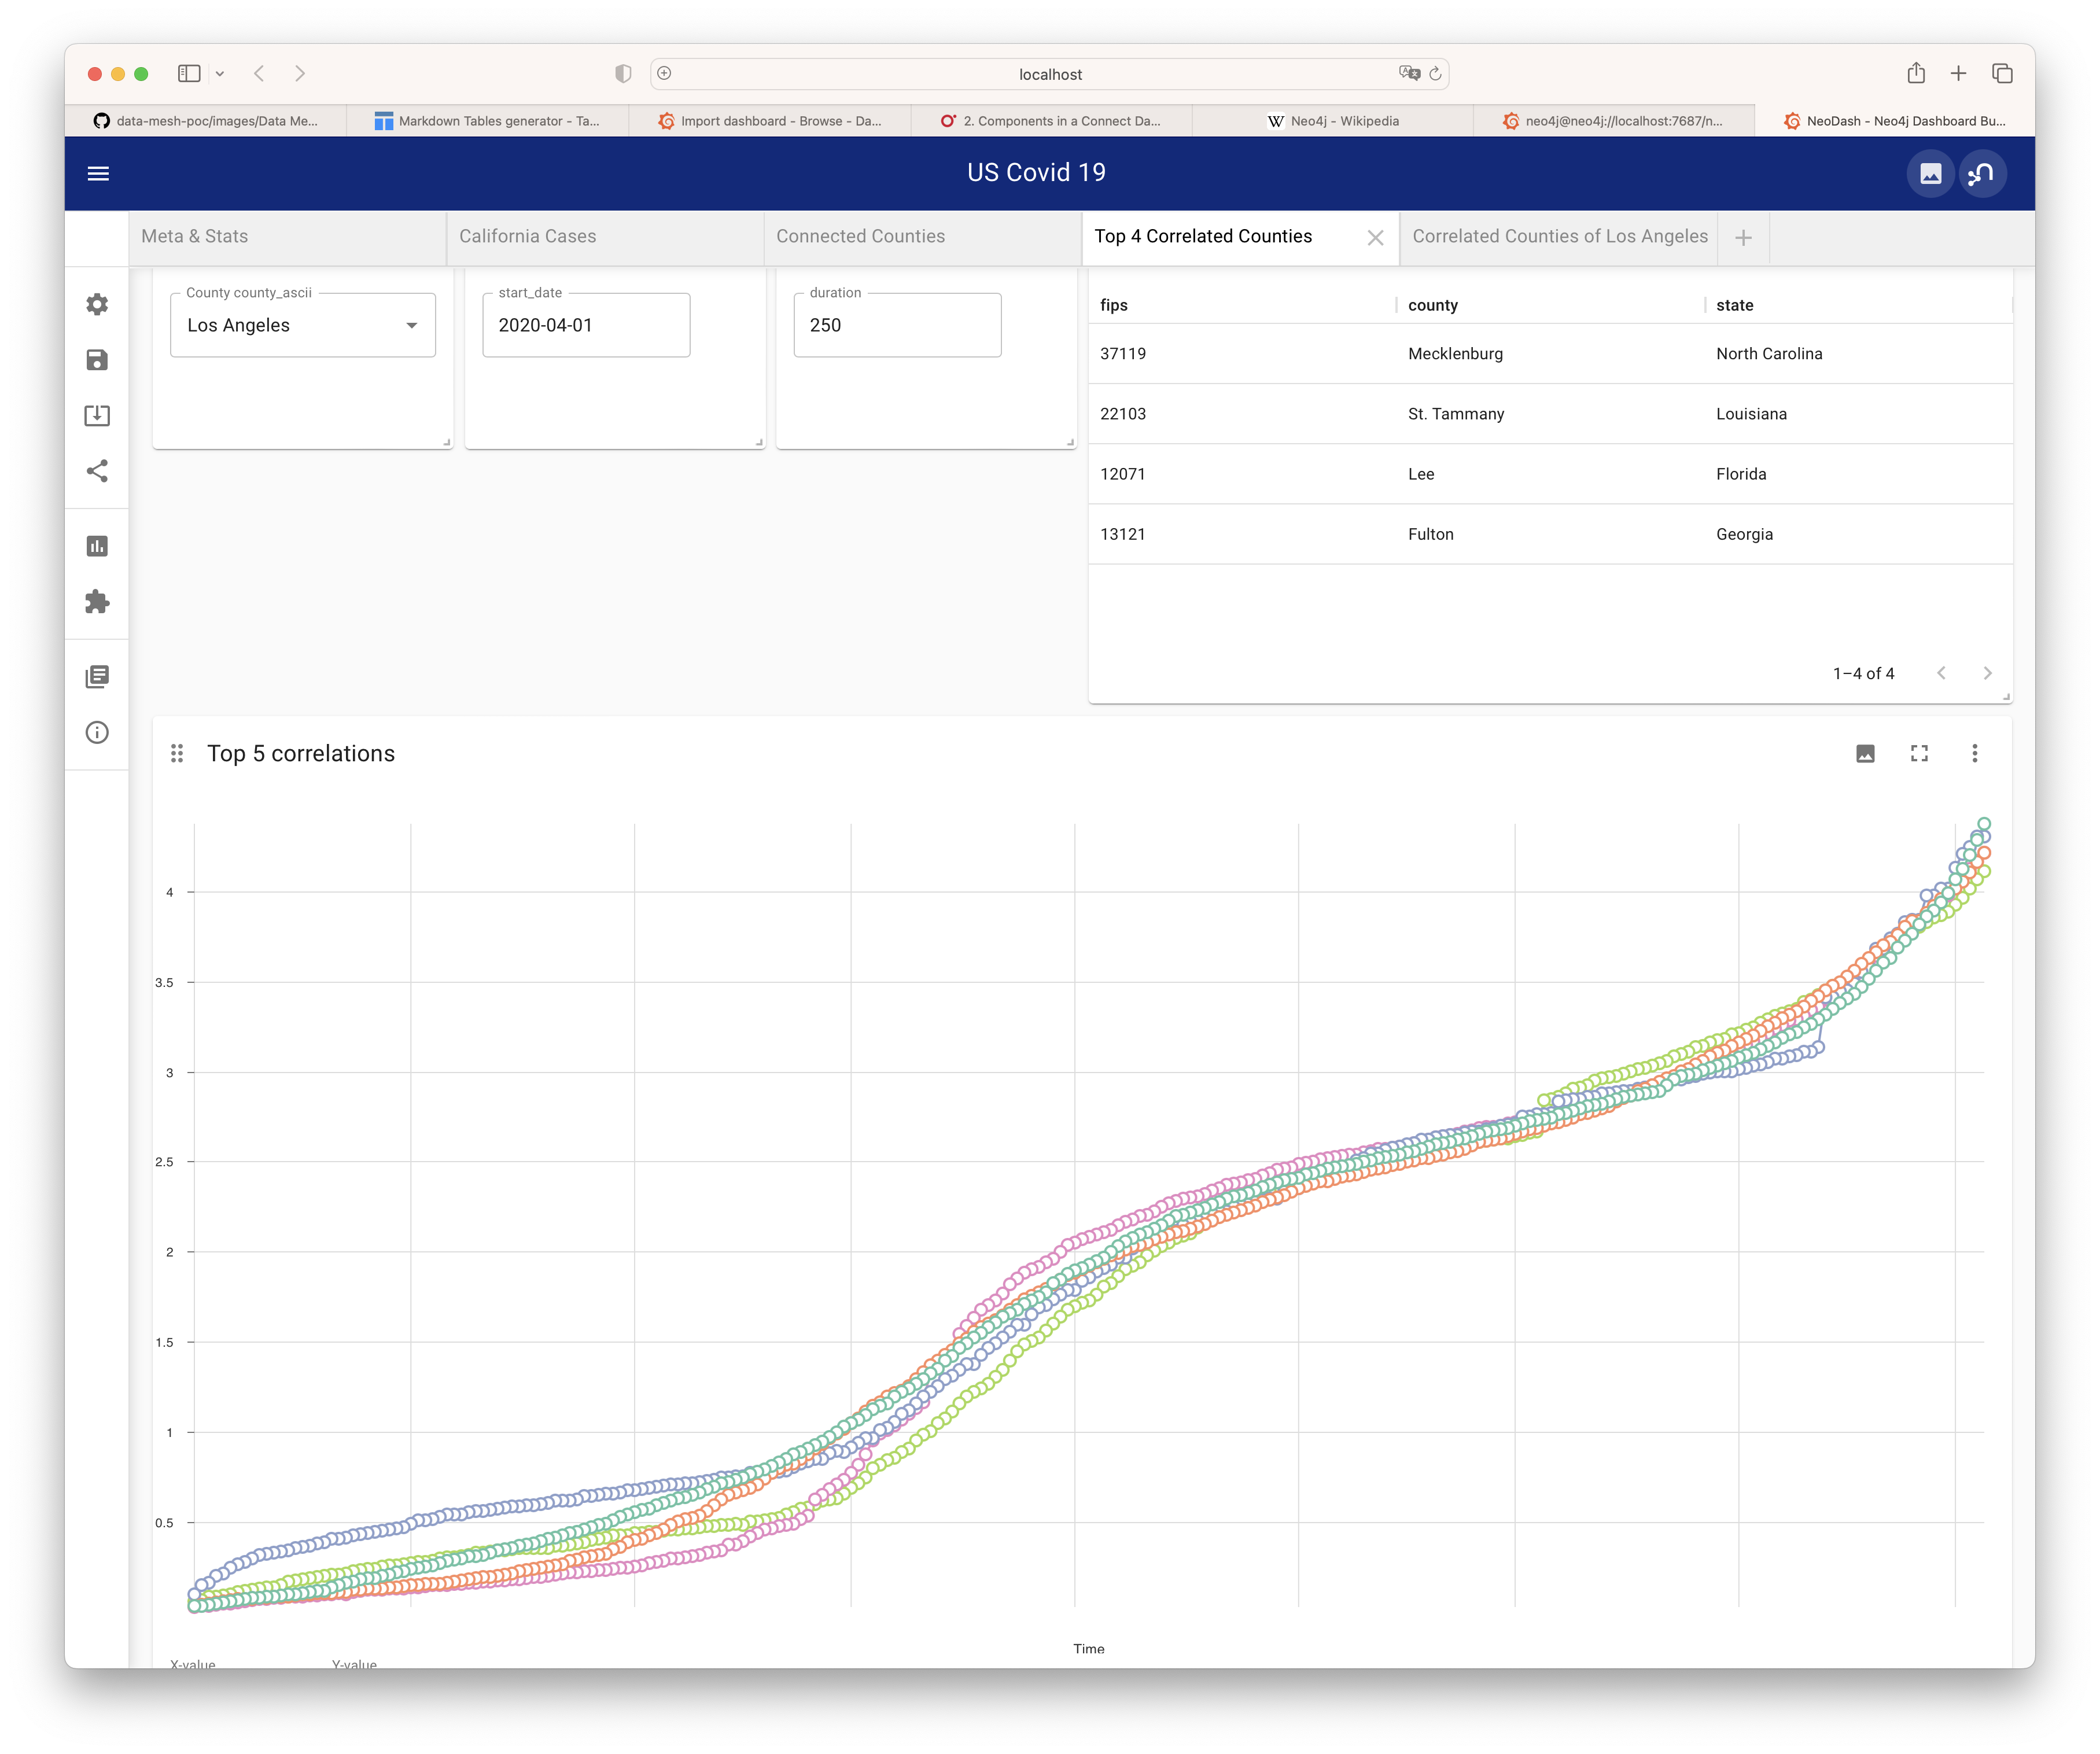 localhost
data-mesh-poc/images/Data Me...
Markdown Tables generator - Ta...
Import dashboard - Browse - Da...
2. Components in a Connect Da...
W Neo4j - Wikipedia
neo4j@neo4j://localhost:7687/n...
NeoDash - Neo4j Dashboard Bu...
US Covid 19
Meta & Stats
California Cases
Connected Counties
Top 4 Correlated Counties
Correlated Counties of Los Angeles
County county_ascii
Los Angeles
start_date
2020-04-01
duration
250
fips county state
37119 Mecklenburg North Carolina
22103 St. Tammany Louisiana
12071 Lee Florida
13121 Fulton Georgia
1–4 of 4
Top 5 correlations
4
3.5
3
2.5
2
1.5
1
0.5
Time
X-value Y-value